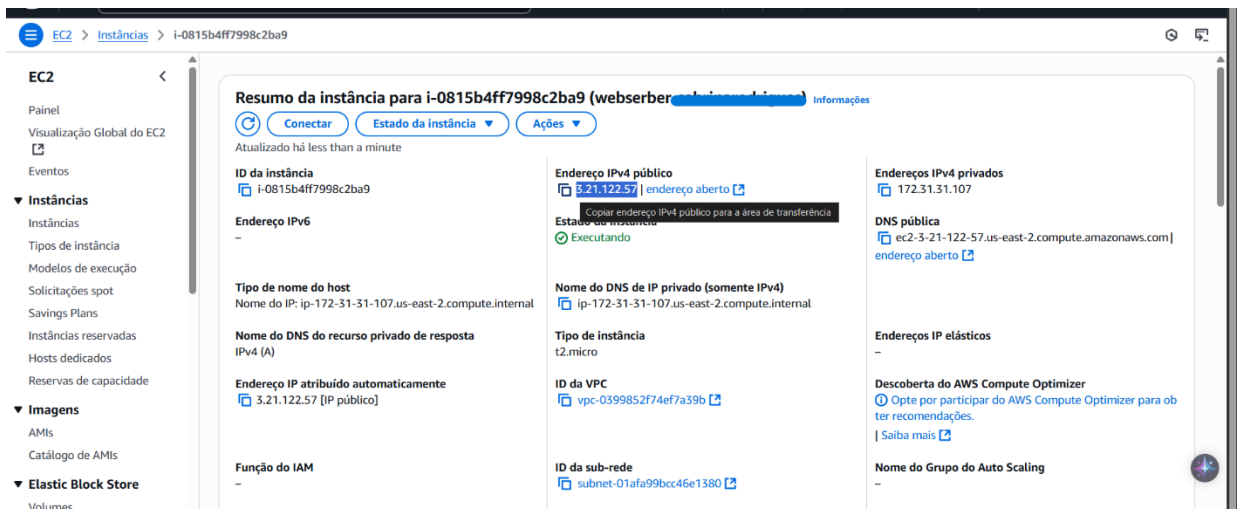 EC2 > Instâncias > i-0815b4ff7998c2ba9
EC2
Painel
Visualização Global do EC2
Eventos
Instâncias
Instâncias
Tipos de instância
Modelos de execução
Solicitações spot
Savings Plans
Instâncias reservadas
Hosts dedicados
Reservas de capacidade
Imagens
AMIs
Catálogo de AMIs
Elastic Block Store
Volumes
Resumo da instância para i-0815b4ff7998c2ba9 (webserber Informações
Conectar Estado da instância Ações
Atualizado há less than a minute
ID da instância
i-0815b4ff7998c2ba9
Endereço IPv4 público
3.21.122.57 | endereço aberto
Copiar endereço IPv4 público para a área de transferência
Endereços IPv4 privados
172.31.31.107
Endereço IPv6
–
Estado da instância
Executando
DNS pública
ec2-3-21-122-57.us-east-2.compute.amazonaws.com |
endereço aberto
Tipo de nome do host
Nome do IP: ip-172-31-31-107.us-east-2.compute.internal
Nome do DNS de IP privado (somente IPv4)
ip-172-31-31-107.us-east-2.compute.internal
Nome do DNS do recurso privado de resposta
IPv4 (A)
Tipo de instância
t2.micro
Endereços IP elásticos
–
Endereço IP atribuído automaticamente
3.21.122.57 [IP público]
ID da VPC
vpc-0399852f74ef7a39b
Descoberta do AWS Compute Optimizer
Opte por participar do AWS Compute Optimizer para ob
ter recomendações.
| Saiba mais
Função do IAM
–
ID da sub-rede
subnet-01afa99bcc46e1380
Nome do Grupo do Auto Scaling
–